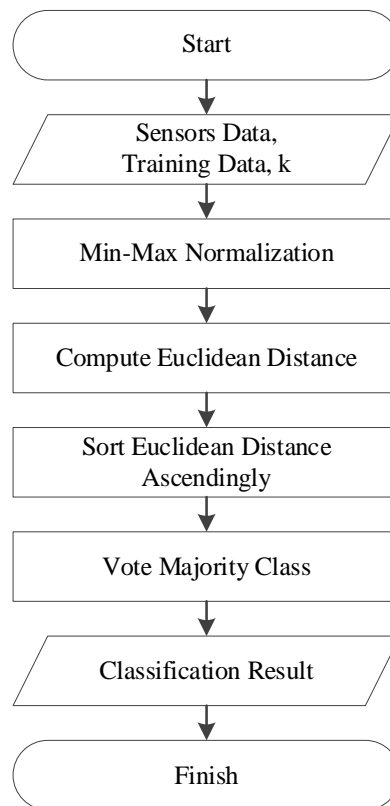 Start
Sensors Data,
Training Data, k
Min-Max Normalization
Compute Euclidean Distance
Sort Euclidean Distance
Ascendingly
Vote Majority Class
Classification Result
Finish